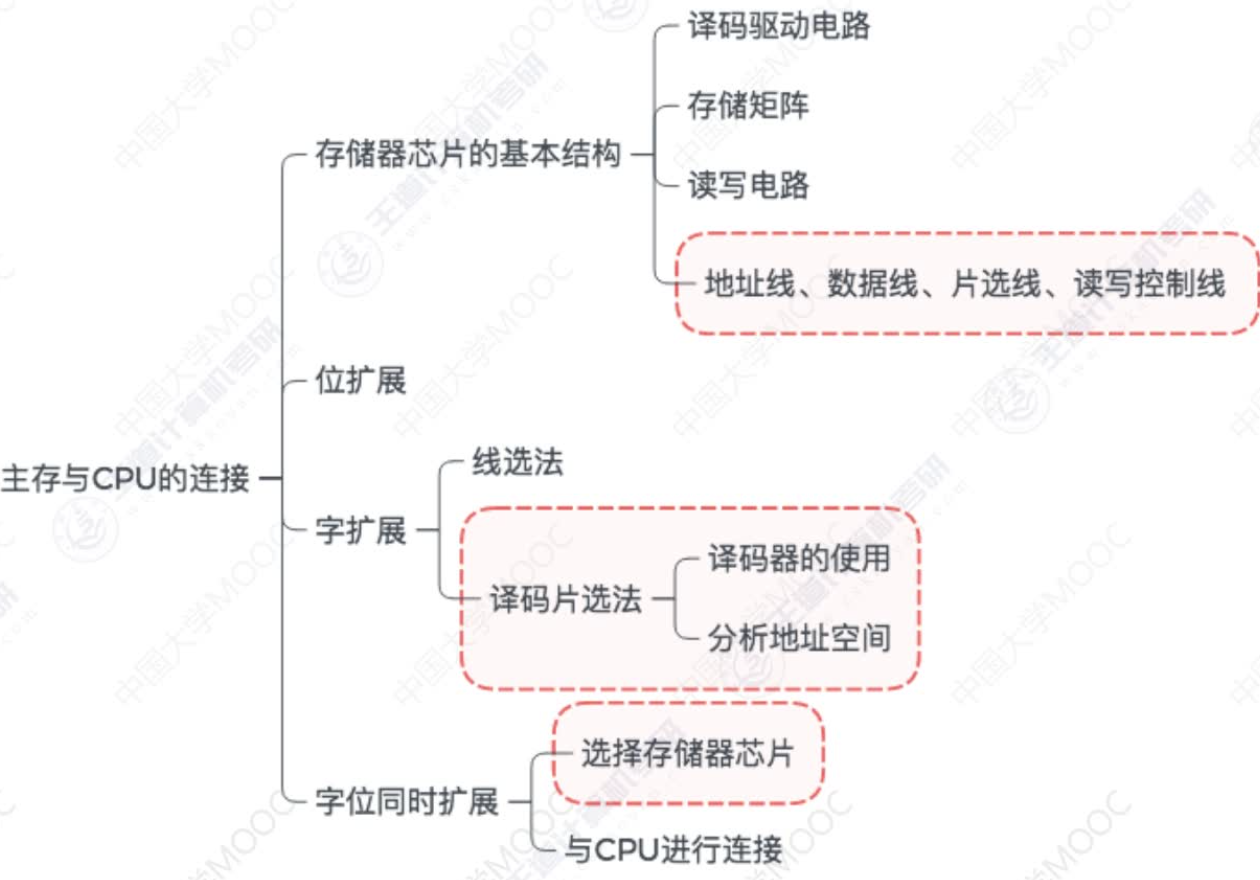 译码驱动电路
存储矩阵
存储器芯片的基本结构
读写电路
地址线、数据线、片选线、读写控制线
位扩展
主存与CPU的连接
线选法
字扩展
译码器的使用
译码片选法
分析地址空间
选择存储器芯片
字位同时扩展
与CPU进行连接
中国大学MOOC
王道计算机考研